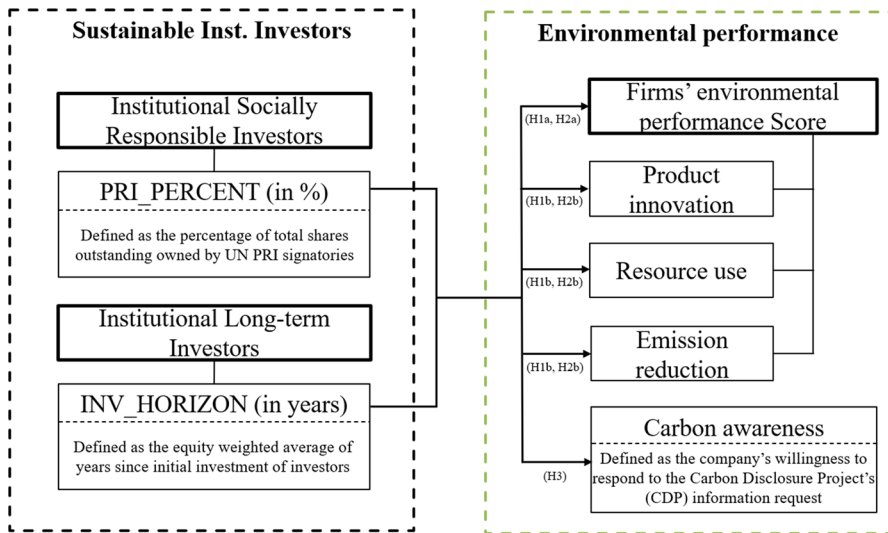 Sustainable Inst. Investors
Institutional Socially
Responsible Investors
PRI_PERCENT (in %)
Defined as the percentage of total shares
outstanding owned by UN PRI signatories
Institutional Long-term
Investors
INV_HORIZON (in years)
Defined as the equity weighted average of
years since initial investment of investors
Environmental performance
(H1a, H2a)
Firms’ environmental
performance Score
(H1b, H2b)
Product
innovation
(H1b, H2b)
Resource use
(H1b, H2b)
Emission
reduction
(H3)
Carbon awareness
Defined as the company’s willingness to
respond to the Carbon Disclosure Project’s
(CDP) information request